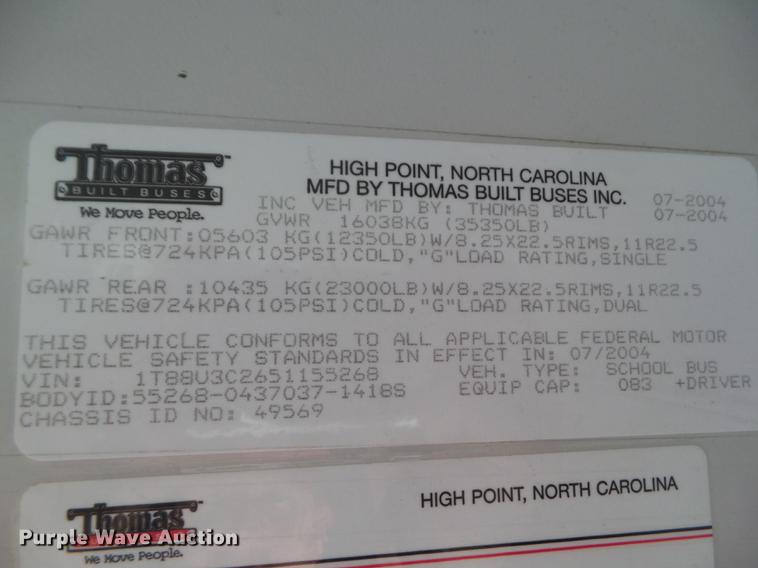 Thomas™
BUILT BUSES
We Move People.
HIGH POINT, NORTH CAROLINA
MFD BY THOMAS BUILT BUSES INC.
INC VEH MFD BY: THOMAS BUILT 07-2004
GVWR 16038KG (35350LB) 07-2004
GAWR FRONT:05603 KG(12350LB)W/8.25X22.5RIMS,11R22.5
TIRES@724KPA(105PSI)COLD,"G"LOAD RATING,SINGLE
GAWR REAR :10435 KG(23000LB)W/8.25X22.5RIMS,11R22.5
TIRES@724KPA(105PSI)COLD,"G"LOAD RATING,DUAL
THIS VEHICLE CONFORMS TO ALL APPLICABLE FEDERAL MOTOR
VEHICLE SAFETY STANDARDS IN EFFECT IN: 07/2004
VIN: 1T88U3C2651155268 VEH. TYPE: SCHOOL BUS
BODYID:55268-0437037-1418S EQUIP CAP: 083 +DRIVER
CHASSIS ID NO: 49569
Thomas™
HIGH POINT, NORTH CAROLINA
We Move People.
Purple Wave Auction